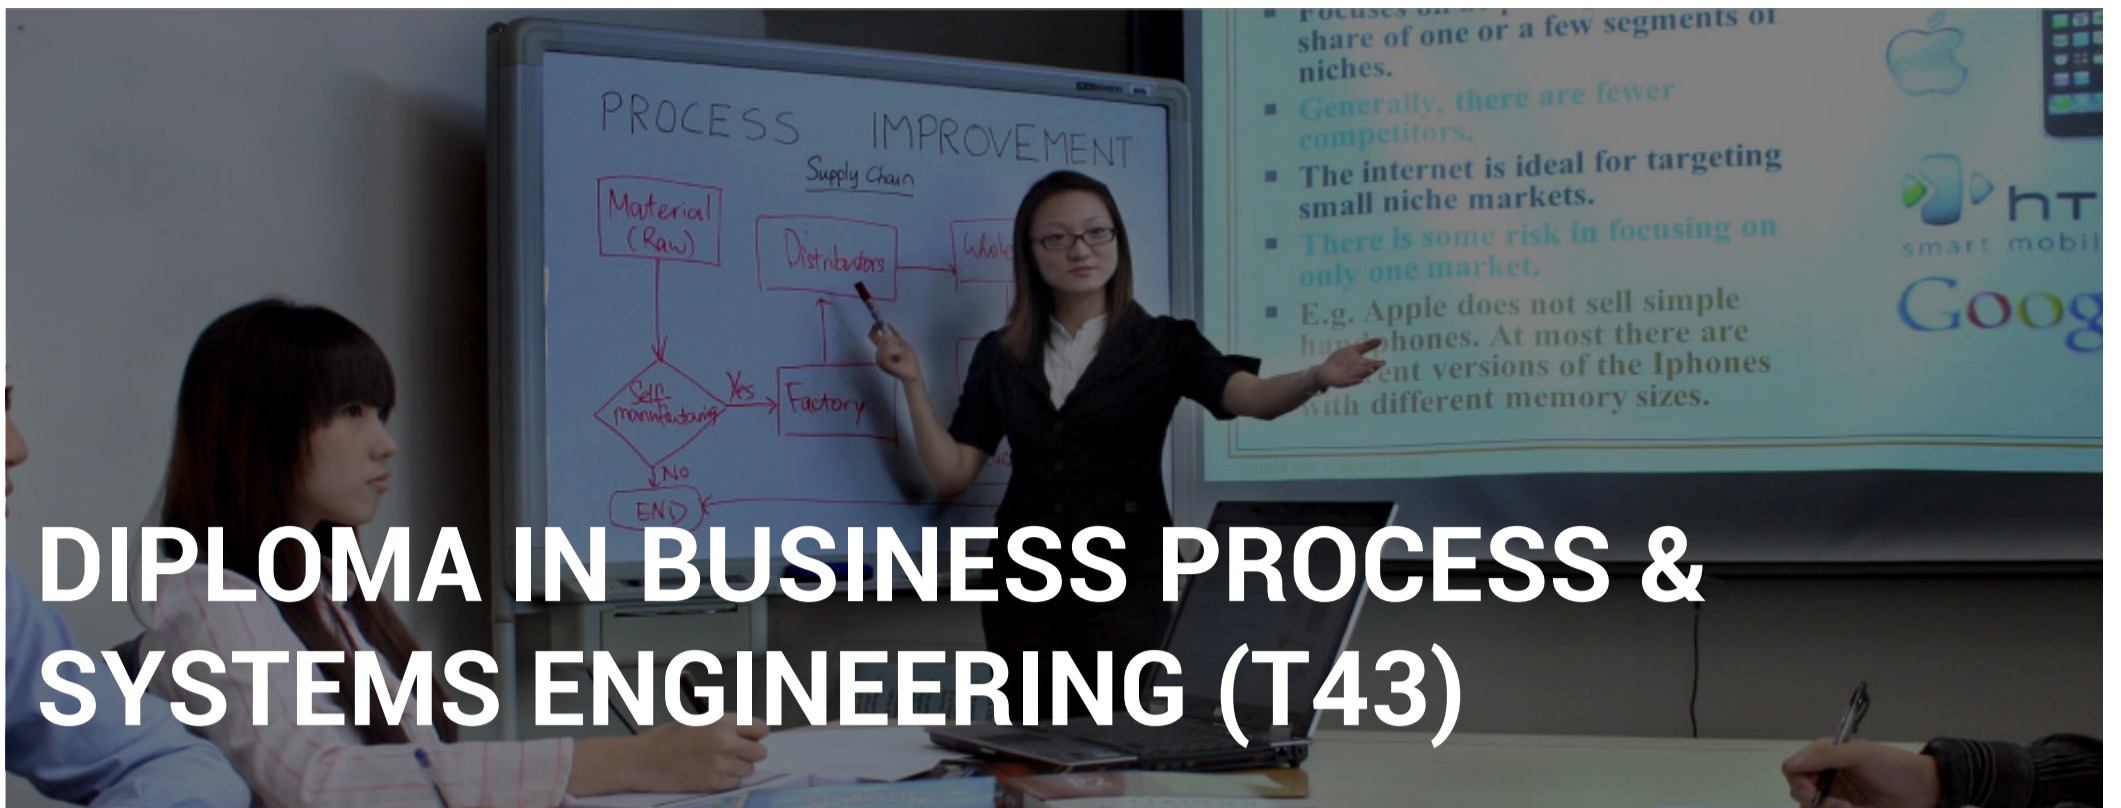 PROCESS IMPROVEMENT
Supply Chain
Material
(Raw)
Distributors
Self-
Yes
Factory
No
END
share of one or a few segments of
niches.
Generally, there are fewer
competitors.
The internet is ideal for targeting
small niche markets.
There is some risk in focusing on
only one market.
E.g. Apple does not sell simple
At most there are
versions of the Iphones
with different memory sizes.
smart
DIPLOMA IN BUSINESS PROCESS &
SYSTEMS ENGINEERING (T43)